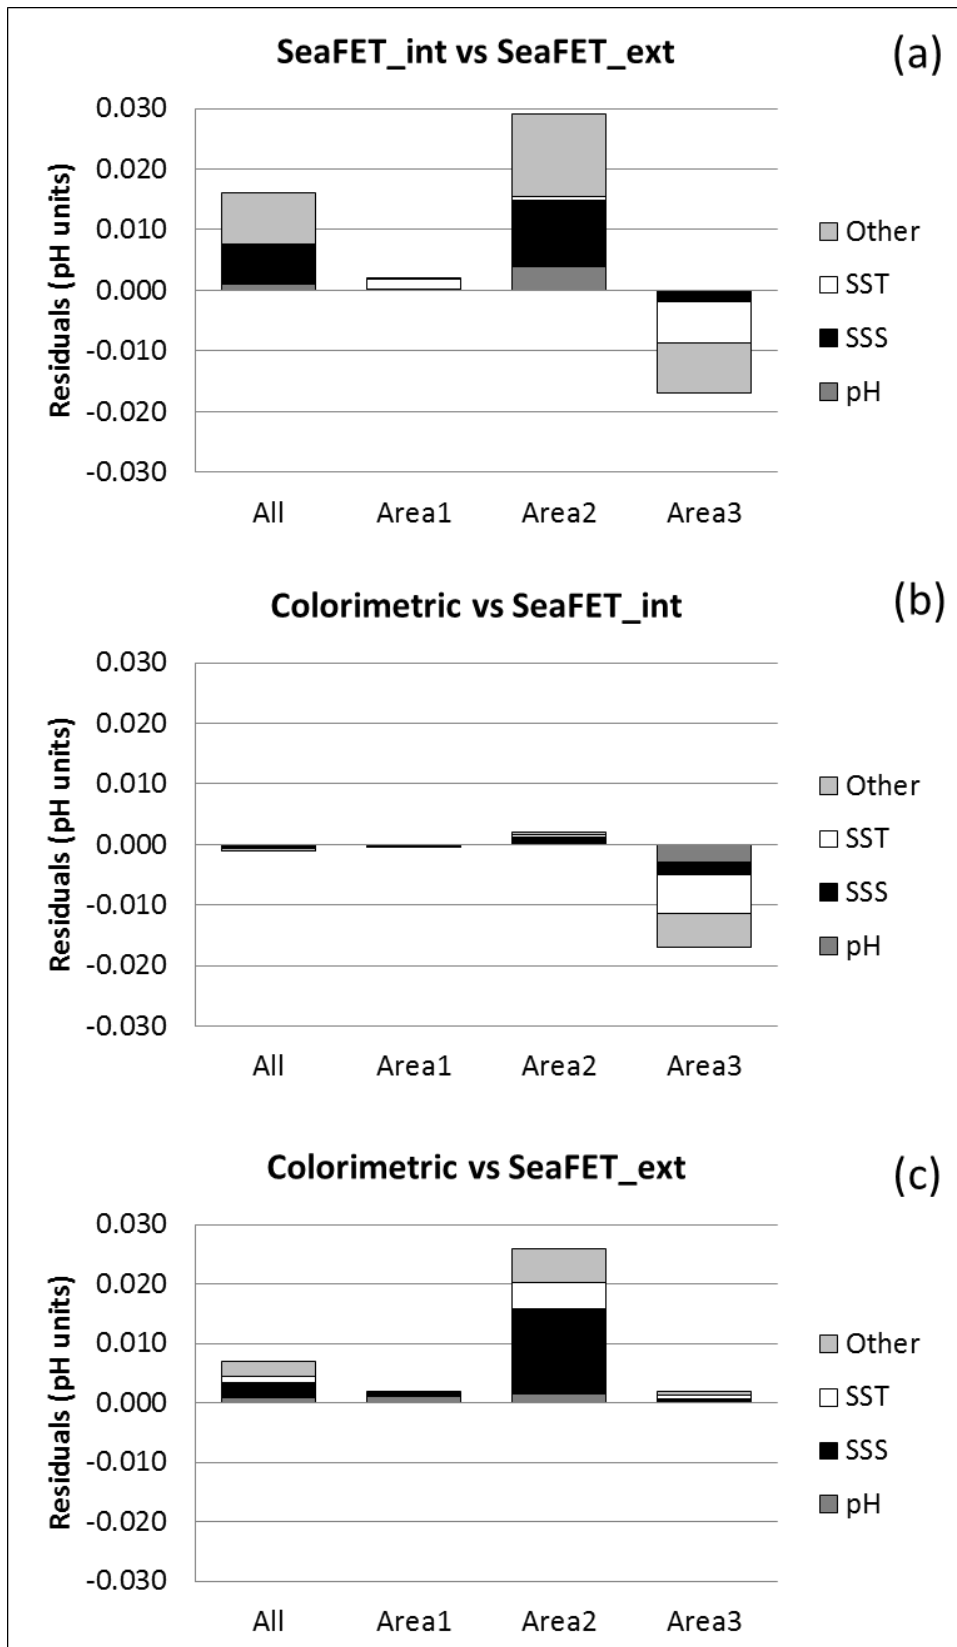 SeaFET_int vs SeaFET_ext
(a)
Residuals (pH units)
0.030
0.020
0.010
0.000
-0.010
-0.020
-0.030
All Area1 Area2 Area3
Other
SST
SSS
pH
Colorimetric vs SeaFET_int
(b)
Residuals (pH units)
0.030
0.020
0.010
0.000
-0.010
-0.020
-0.030
All Area1 Area2 Area3
Other
SST
SSS
pH
Colorimetric vs SeaFET_ext
(c)
Residuals (pH units)
0.030
0.020
0.010
0.000
-0.010
-0.020
-0.030
All Area1 Area2 Area3
Other
SST
SSS
pH